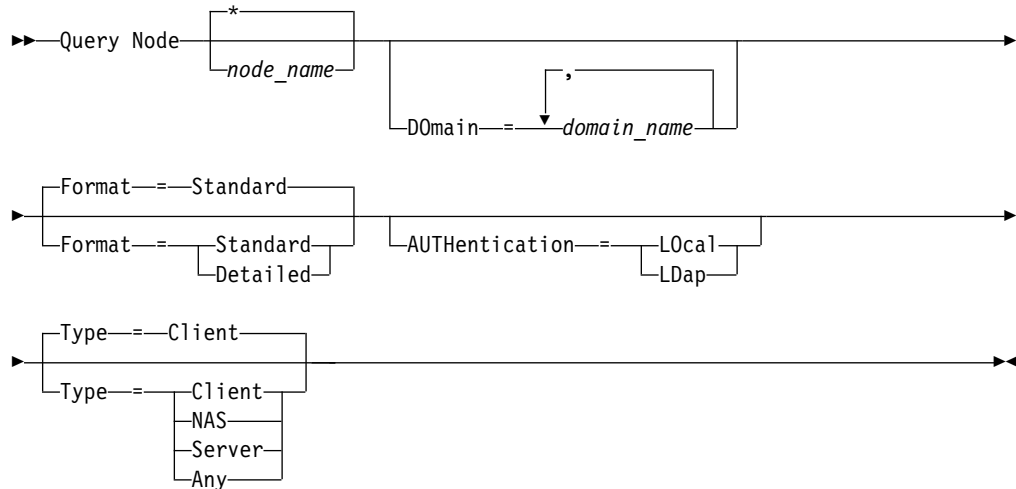 *
Query Node
node_name
,
DOmain = domain_name
Format = Standard
Format = Standard
AUTHentication = LOcal
Detailed
LDap
Type = Client
Type = Client
NAS
Server
Any